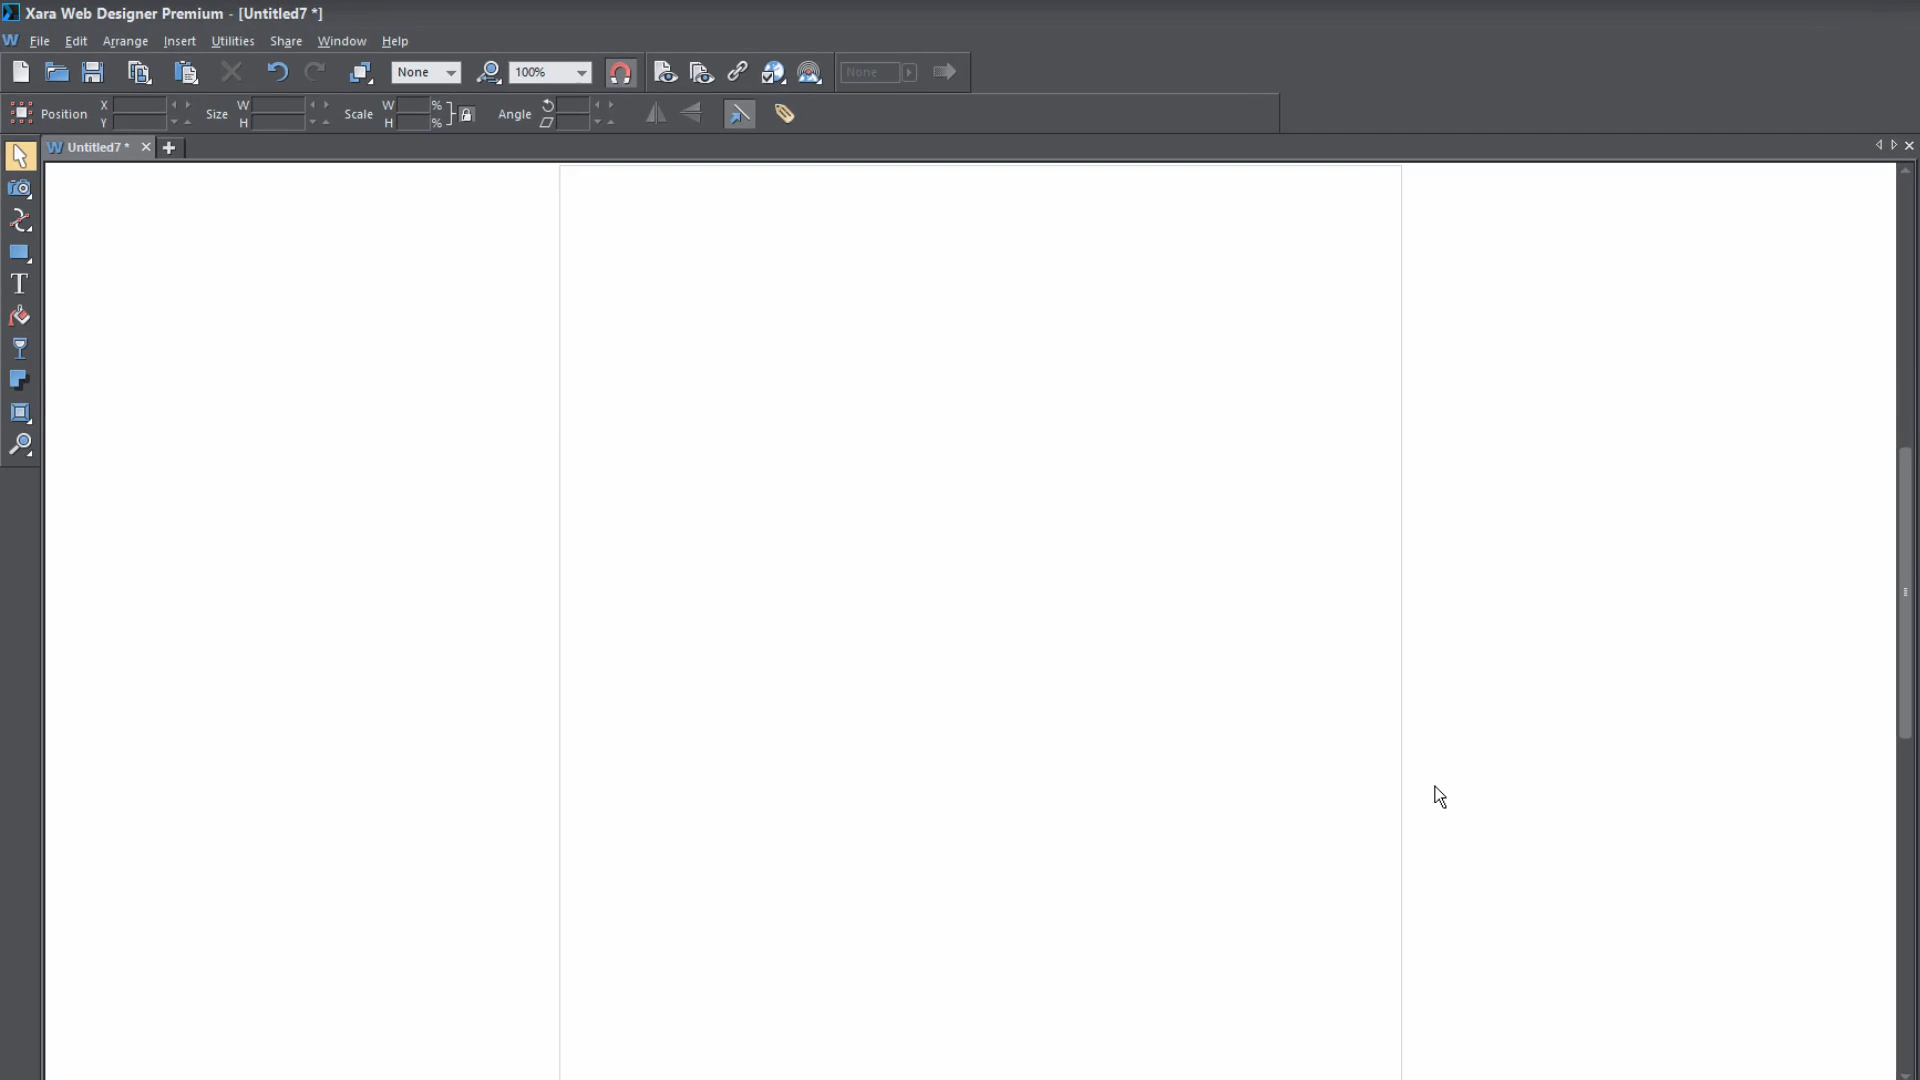 Xara Web Designer Premium - [Untitled7 *]
W File Edit Arrange Insert Utilities Share Window Help
None 100% None
Position X Y Size W H Scale W H % % Angle
W Untitled7 * +
T